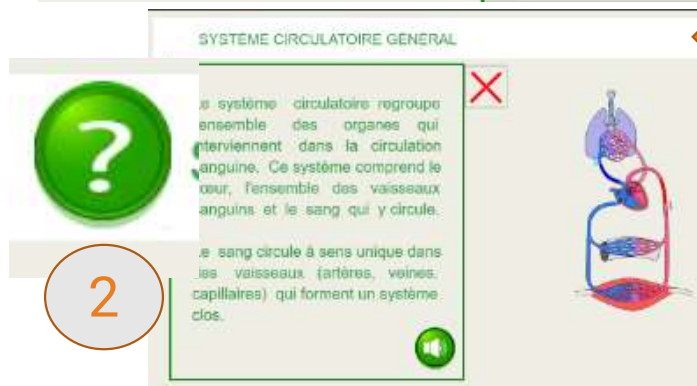 SYSTÈME CIRCULATOIRE GÉNÉRAL
?
e système circulatoire regroupe
ensemble des organes qui
nterviennent dans la circulation
anguine. Ce système comprend le
œur, l'ensemble des vaisseaux
anguins et le sang qui y circule.
e sang circule à sens unique dans
es vaisseaux (artères, veines,
capillaires) qui forment un système
clos.
2